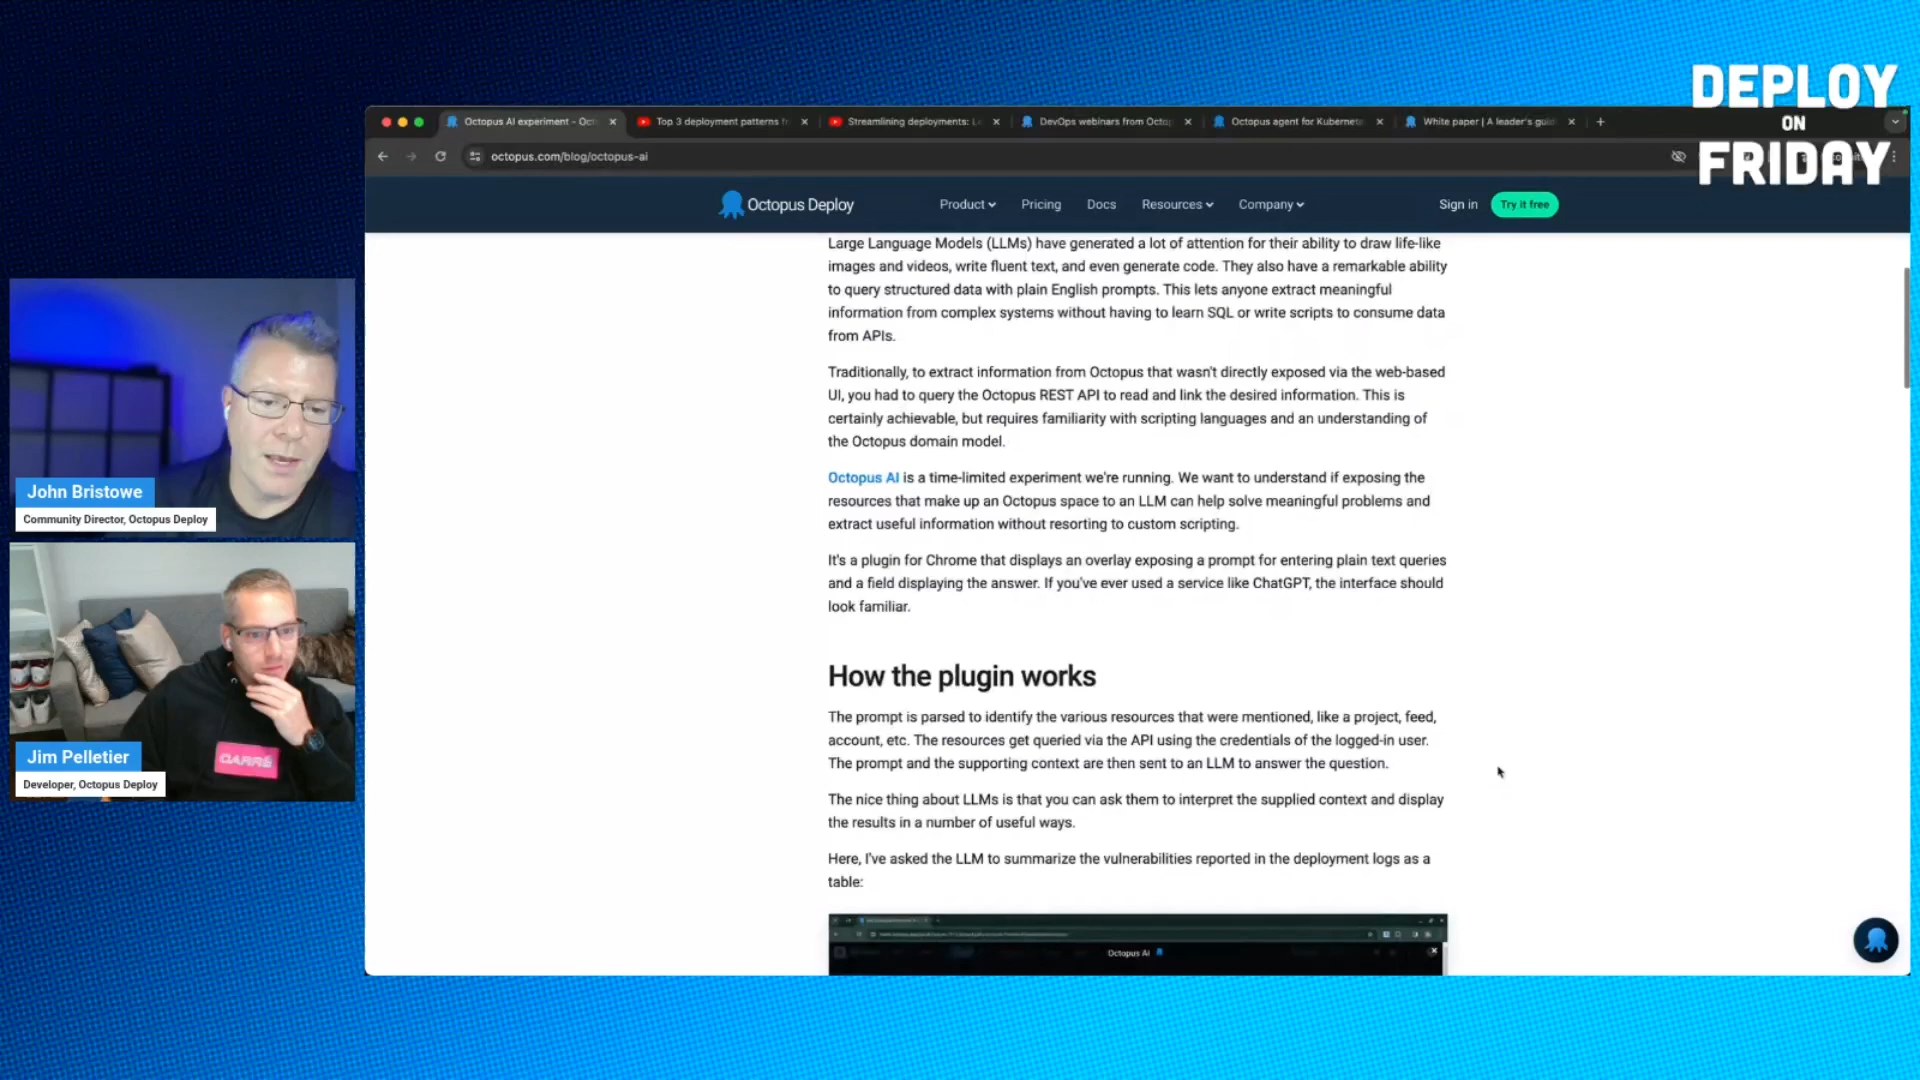 DEPLOY
ON
FRIDAY
Octopus AI experiment - Oct
Top 3 deployment patterns f
Streamlining deployments: L
DevOps webinars from Octo
Octopus agent for Kubernete
White paper | A leader's gui
octopus.com/blog/octopus-ai
Octopus Deploy
Product
Pricing
Docs
Resources
Company
Sign in
Try it free
Large Language Models (LLMs) have generated a lot of attention for their ability to draw life-like
images and videos, write fluent text, and even generate code. They also have a remarkable ability
to query structured data with plain English prompts. This lets anyone extract meaningful
information from complex systems without having to learn SQL or write scripts to consume data
from APIs.
Traditionally, to extract information from Octopus that wasn't directly exposed via the web-based
UI, you had to query the Octopus REST API to read and link the desired information. This is
certainly achievable, but requires familiarity with scripting languages and an understanding of
the Octopus domain model.
Octopus AI is a time-limited experiment we're running. We want to understand if exposing the
resources that make up an Octopus space to an LLM can help solve meaningful problems and
extract useful information without resorting to custom scripting.
It's a plugin for Chrome that displays an overlay exposing a prompt for entering plain text queries
and a field displaying the answer. If you've ever used a service like ChatGPT, the interface should
look familiar.
How the plugin works
The prompt is parsed to identify the various resources that were mentioned, like a project, feed,
account, etc. The resources get queried via the API using the credentials of the logged-in user.
The prompt and the supporting context are then sent to an LLM to answer the question.
The nice thing about LLMs is that you can ask them to interpret the supplied context and display
the results in a number of useful ways.
Here, I've asked the LLM to summarize the vulnerabilities reported in the deployment logs as a
table:
Octopus AI
John Bristowe
Community Director, Octopus Deploy
Jim Pelletier
Developer, Octopus Deploy